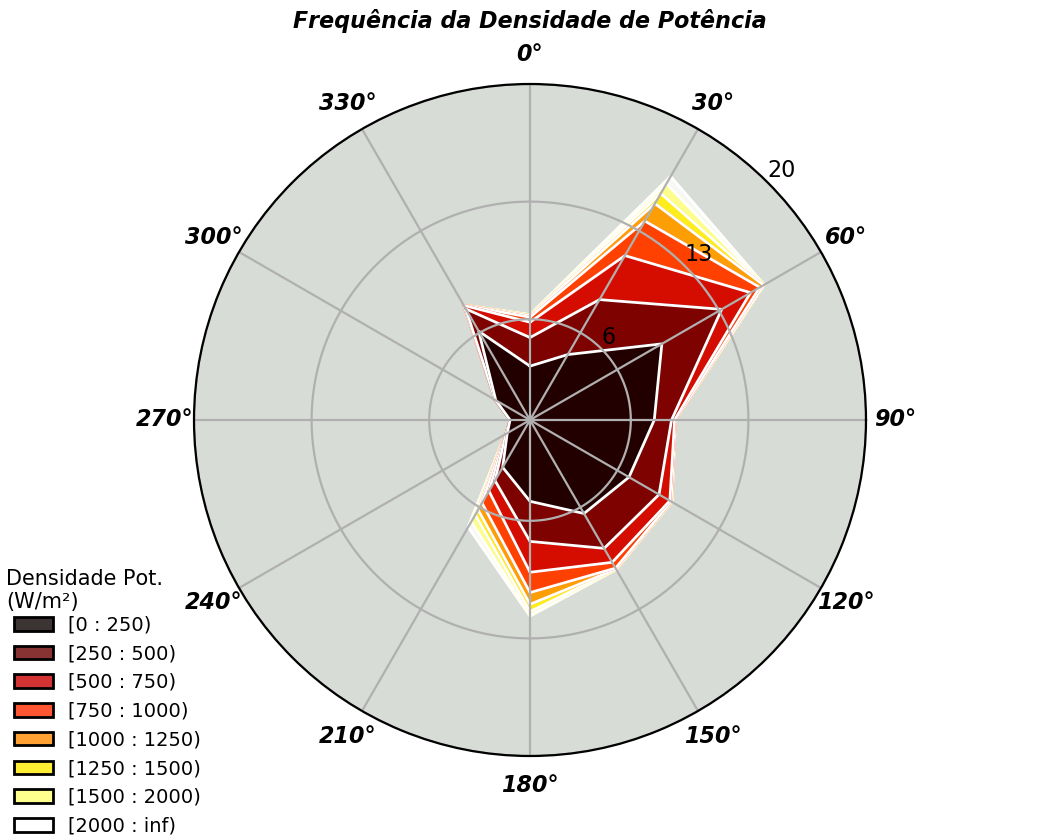 Frequência da Densidade de Potência
0°
330°
30°
20
300°
60°
13
6
270°
90°
240°
120°
210°
150°
180°
Densidade Pot.
(W/m²)
[0 : 250)
[250 : 500)
[500 : 750)
[750 : 1000)
[1000 : 1250)
[1250 : 1500)
[1500 : 2000)
[2000 : inf)